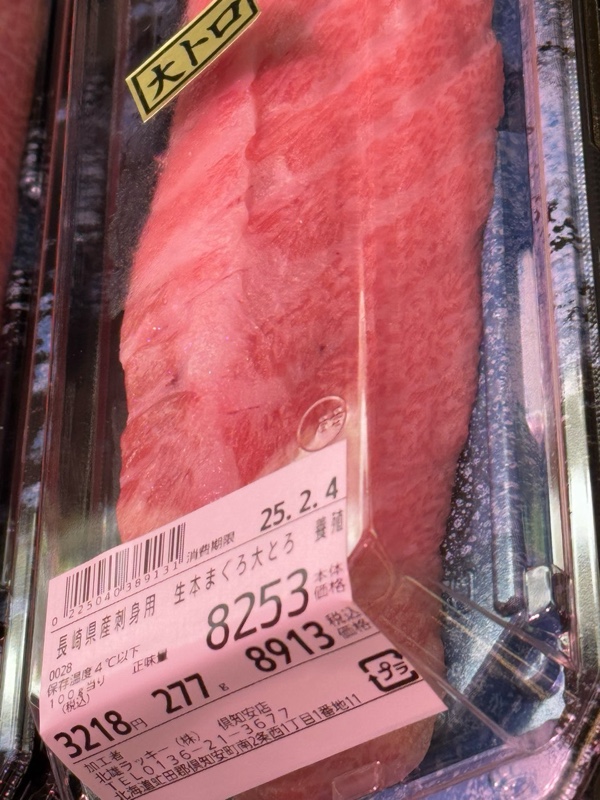 大トロ
25.2.4
消費期限
0 225040 389131
養殖
長崎県産刺身用 生本まぐろ大とろ
8253 本体価格
0028
保存温度4℃以下
正味量
100gあたり
(税込)
3218円 277g 8913 税込価格
プラ
加工者
北雄ラッキー(株) 倶知安店
TEL0136-21-3677
北海道虻田郡倶知安町南2条西1丁目1番地11